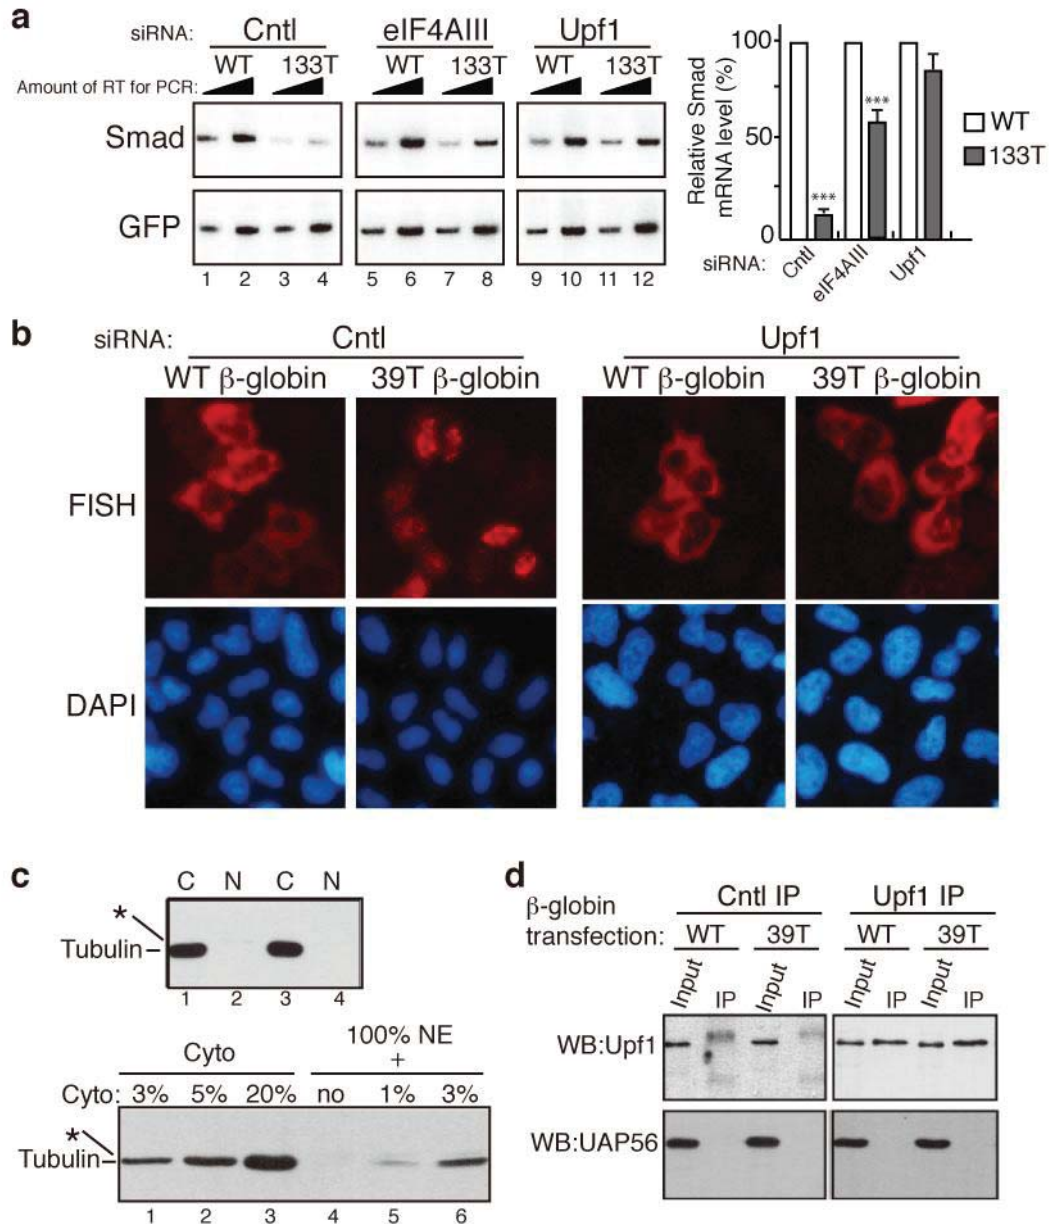 a
siRNA: Cntl eIF4AIII Upf1
WT 133T WT 133T WT 133T
Amount of RT for PCR:
Smad
GFP
1 2 3 4 5 6 7 8 9 10 11 12
Relative Smad
mRNA level (%)
100
50
0
***
***
WT
133T
siRNA: Cntl eIF4AIII Upf1
b
siRNA: Cntl Upf1
WT β-globin 39T β-globin WT β-globin 39T β-globin
FISH
DAPI
c
C N C N
*
Tubulin
1 2 3 4
Cyto 100% NE
+
Cyto: 3% 5% 20% no 1% 3%
*
Tubulin
1 2 3 4 5 6
d
Cntl IP Upf1 IP
β-globin
transfection: WT 39T WT 39T
Input IP Input IP Input IP Input IP
WB:Upf1
WB:UAP56